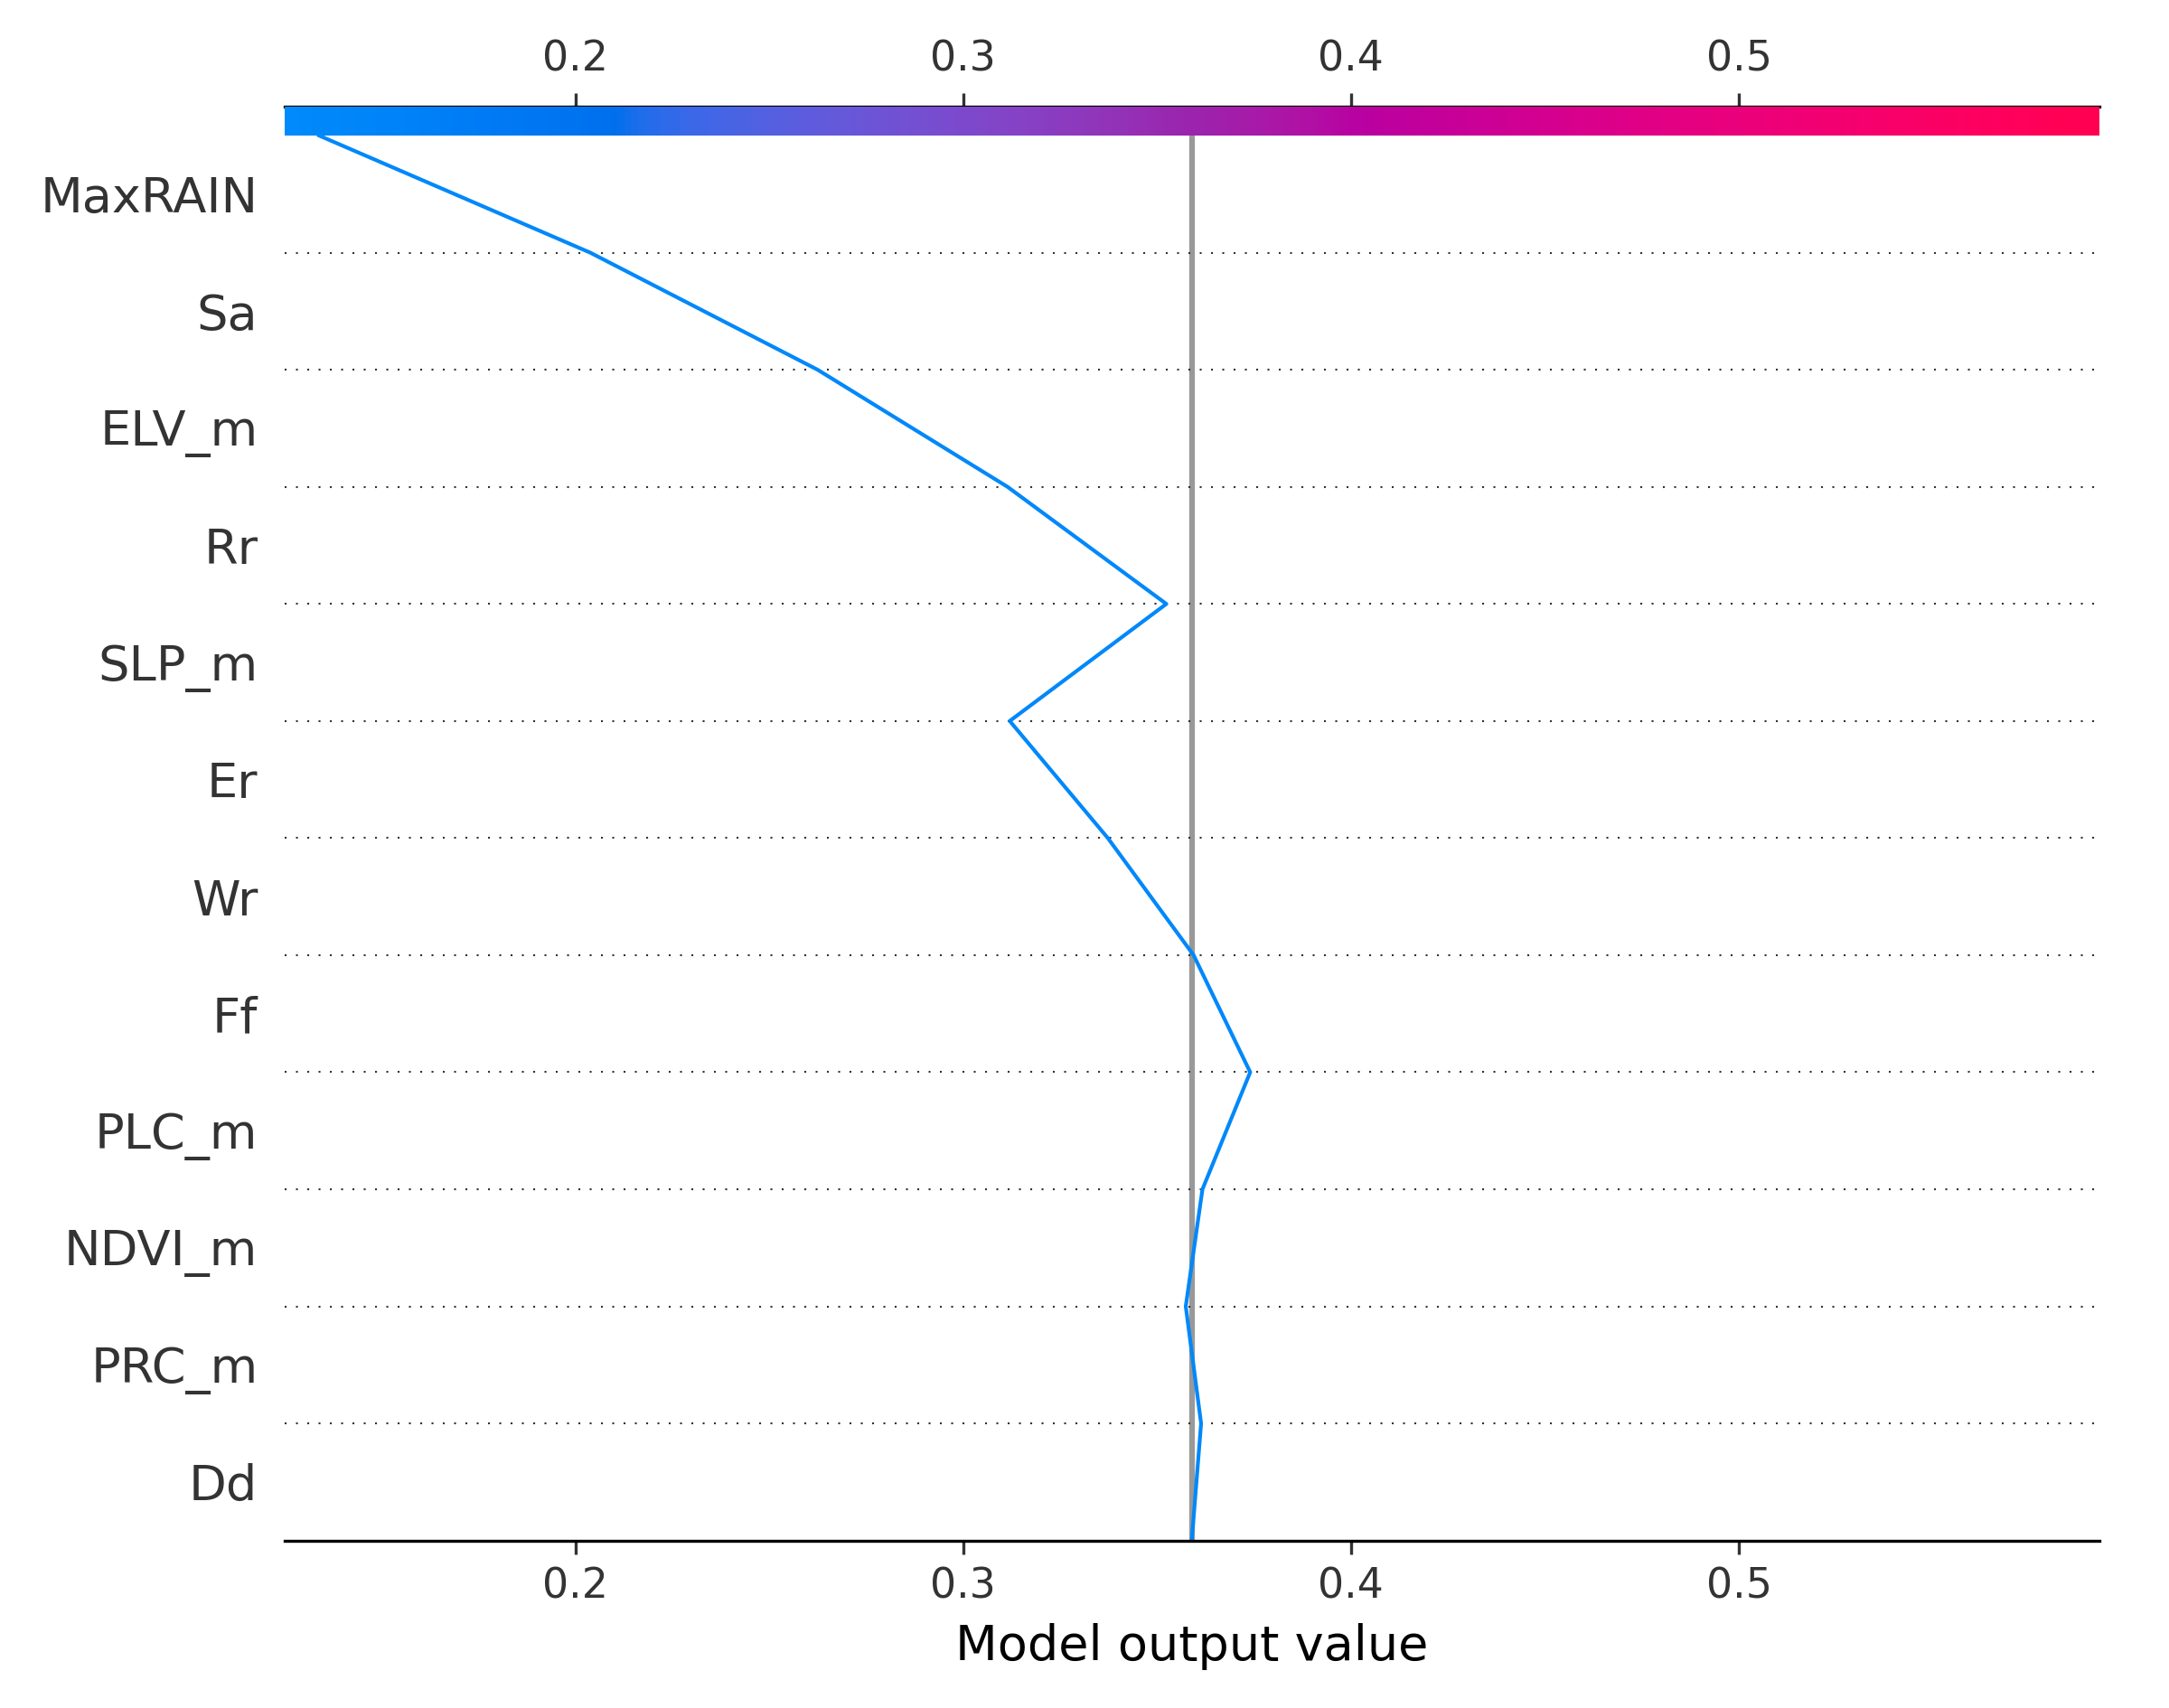 0.2 0.3 0.4 0.5
MaxRAIN
Sa
ELV_m
Rr
SLP_m
Er
Wr
Ff
PLC_m
NDVI_m
PRC_m
Dd
0.2 0.3 0.4 0.5
Model output value